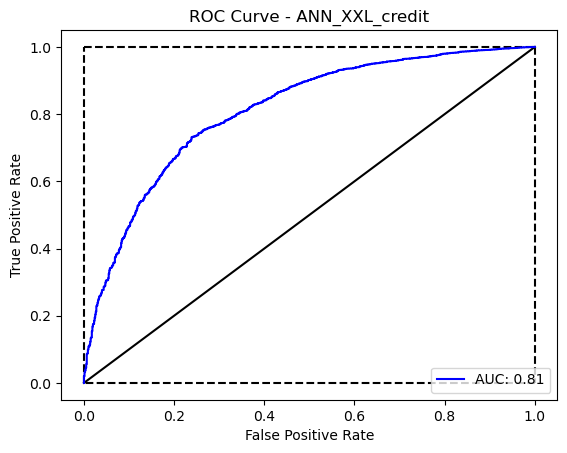 ROC Curve - ANN_XXL_credit
True Positive Rate
1.0
0.8
0.6
0.4
0.2
0.0
AUC: 0.81
0.0 0.2 0.4 0.6 0.8 1.0
False Positive Rate